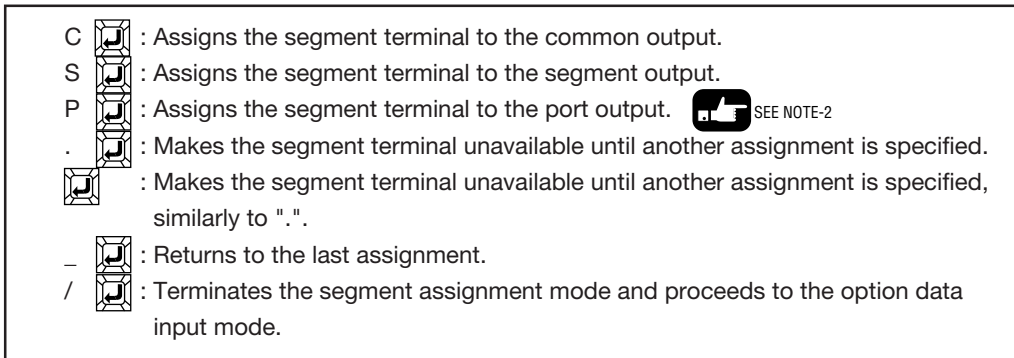 C : Assigns the segment terminal to the common output.
S : Assigns the segment terminal to the segment output.
P : Assigns the segment terminal to the port output. SEE NOTE-2
. : Makes the segment terminal unavailable until another assignment is specified.
: Makes the segment terminal unavailable until another assignment is specified,
similarly to ".".
_ : Returns to the last assignment.
/ : Terminates the segment assignment mode and proceeds to the option data
input mode.